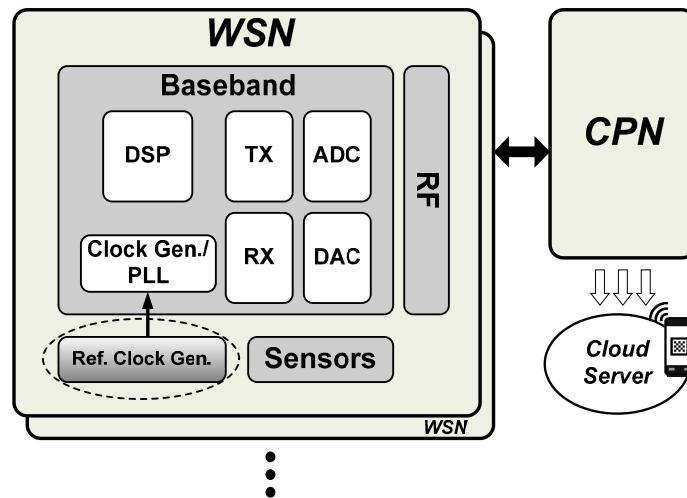 WSN
Baseband
DSP
TX
ADC
RF
CPN
Clock Gen./
PLL
RX
DAC
Ref. Clock Gen.
Sensors
Cloud
Server
WSN